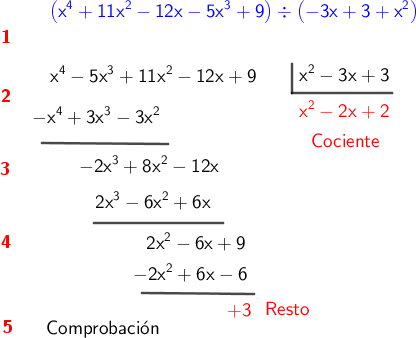 (x⁴ + 11x² − 12x − 5x³ + 9) ÷ (−3x + 3 + x²)
1
x⁴ − 5x³ + 11x² − 12x + 9 x² − 3x + 3
2
−x⁴ + 3x³ − 3x² x² − 2x + 2
Cociente
3 −2x³ + 8x² − 12x
2x³ − 6x² + 6x
4 2x² − 6x + 9
−2x² + 6x − 6
+3 Resto
5 Comprobación